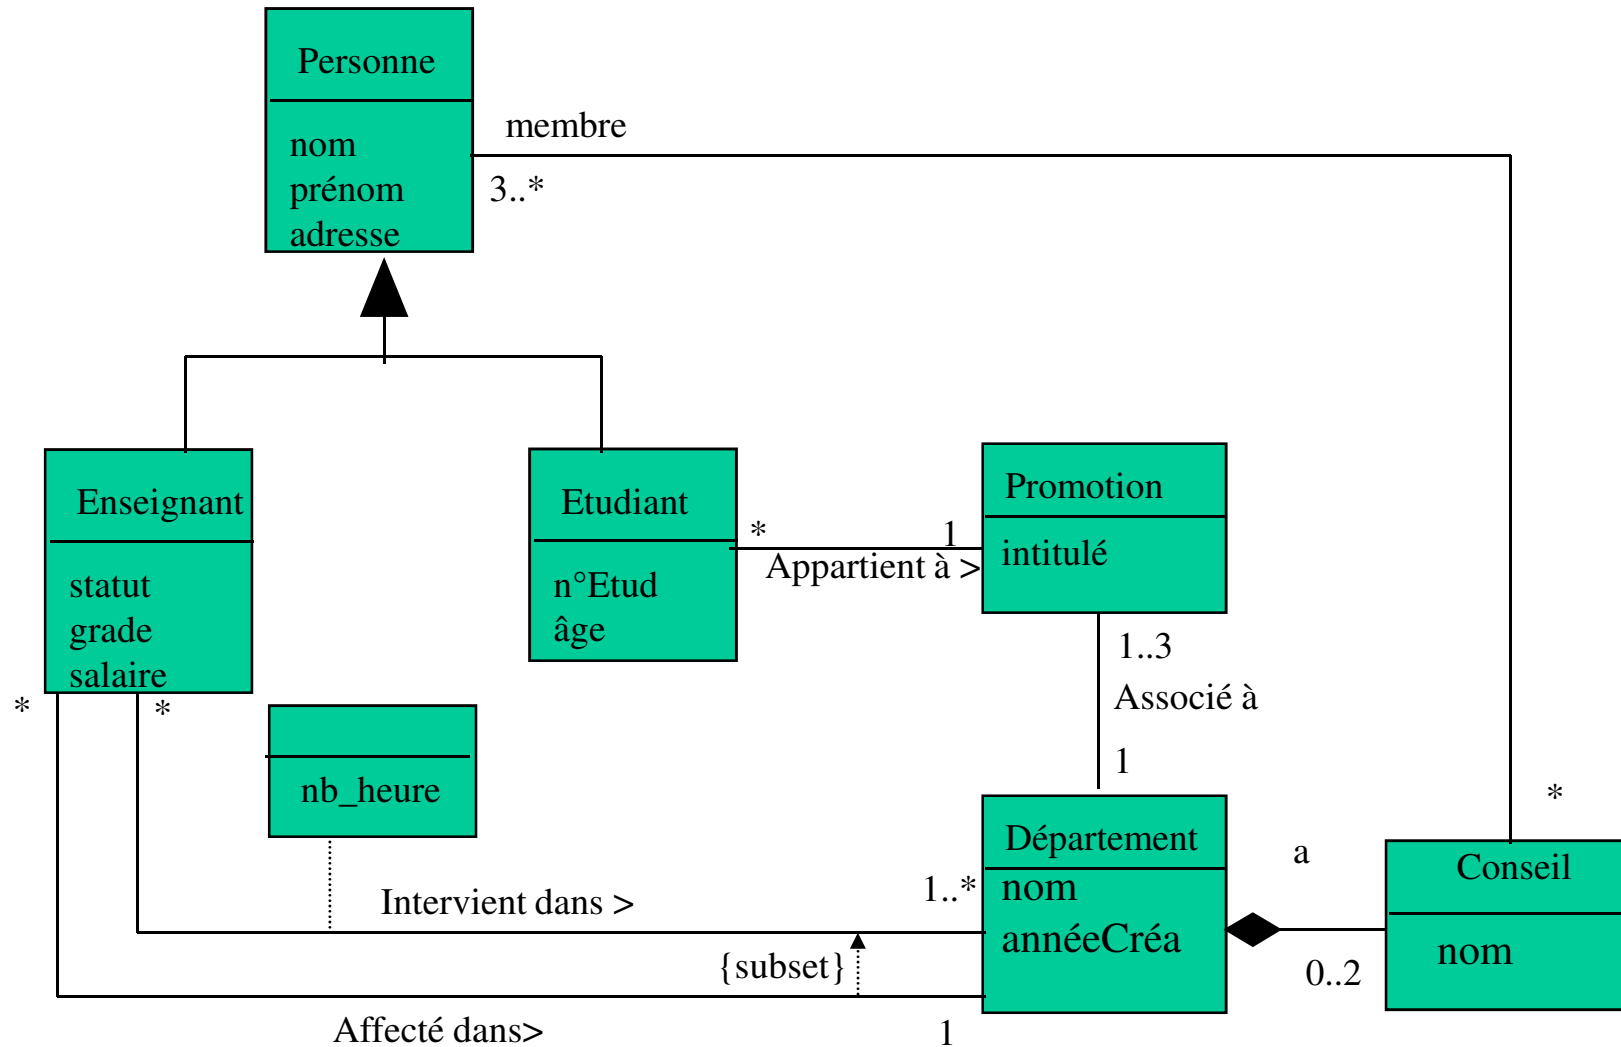 Personne
nom
prénom
adresse
membre
3..*
Enseignant
statut
grade
salaire
Etudiant
n°Etud
âge
*
1
Appartient à >
Promotion
intitulé
1..3
Associé à
1
*
*
nb_heure
Département
nom
annéeCréa
a
0..2
*
Conseil
nom
Intervient dans >
1..*
{subset}
Affecté dans>
1